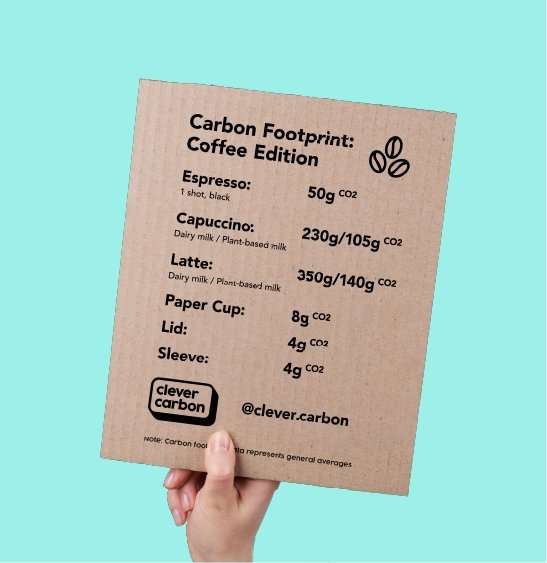 Carbon Footprint:
Coffee Edition
Espresso: 50g CO2
1 shot, black
Capuccino: 230g/105g CO2
Dairy milk / Plant-based milk
Latte: 350g/140g CO2
Dairy milk / Plant-based milk
Paper Cup: 8g CO2
Lid: 4g CO2
Sleeve: 4g CO2
clever
carbon
@clever.carbon
Note: Carbon represents general averages